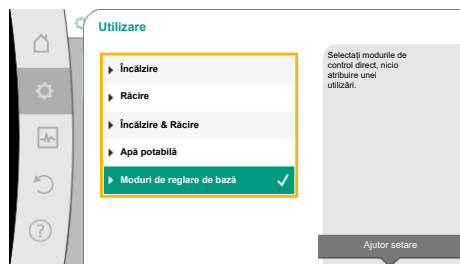 Utilizare
Încălzire
Răcire
Încălzire & Răcire
Apă potabilă
Moduri de reglare de bază
Selectați modurile de
control direct, nicio
atribuire unei
utilizări.
Ajutor setare